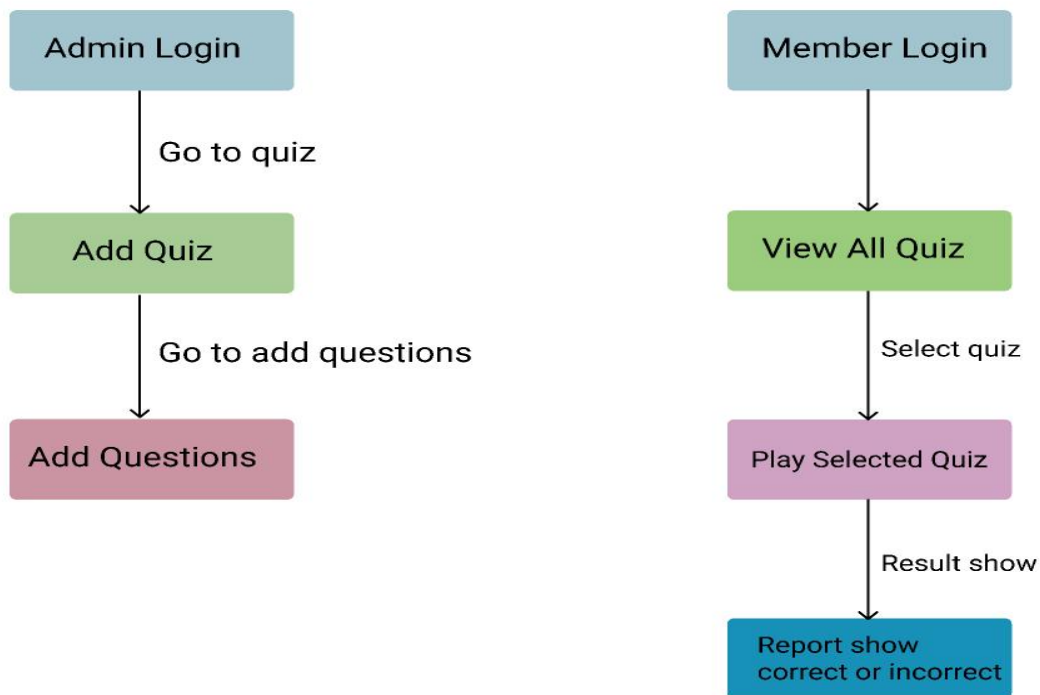 Admin Login
Go to quiz
Add Quiz
Go to add questions
Add Questions
Member Login
View All Quiz
Select quiz
Play Selected Quiz
Result show
Report show
correct or incorrect